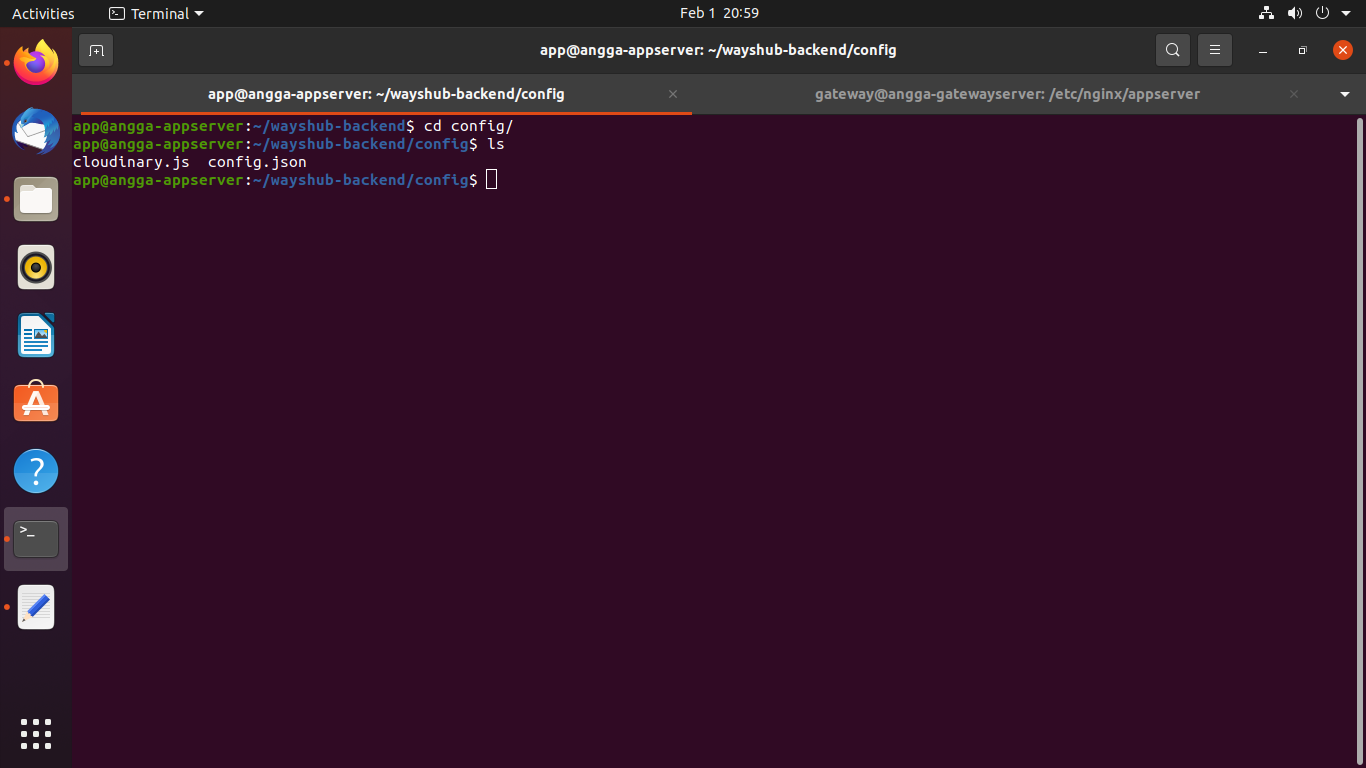 Activities
Terminal
Feb 1 20:59
app@angga-appserver: ~/wayshub-backend/config
app@angga-appserver: ~/wayshub-backend/config
gateway@angga-gatewayserver: /etc/nginx/appserver
app@angga-appserver:~/wayshub-backend$ cd config/
app@angga-appserver:~/wayshub-backend/config$ ls
cloudinary.js  config.json
app@angga-appserver:~/wayshub-backend/config$